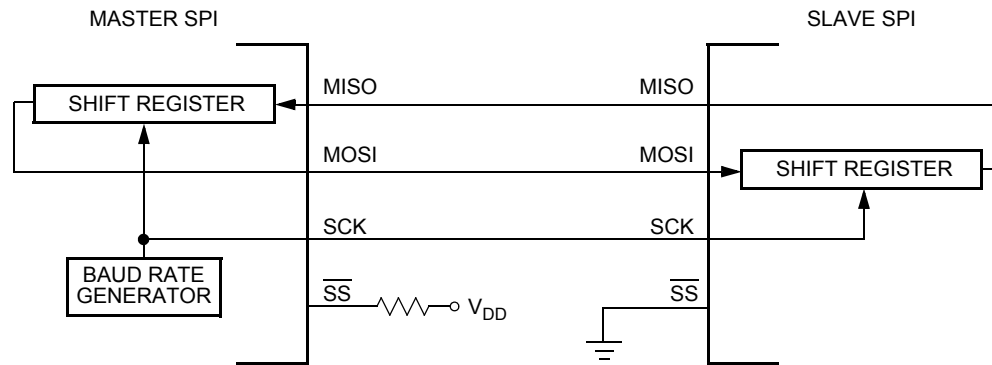 MASTER SPI
SLAVE SPI
MISO
MISO
SHIFT REGISTER
MOSI
MOSI
SHIFT REGISTER
SCK
SCK
BAUD RATE
GENERATOR
SS
VDD
SS